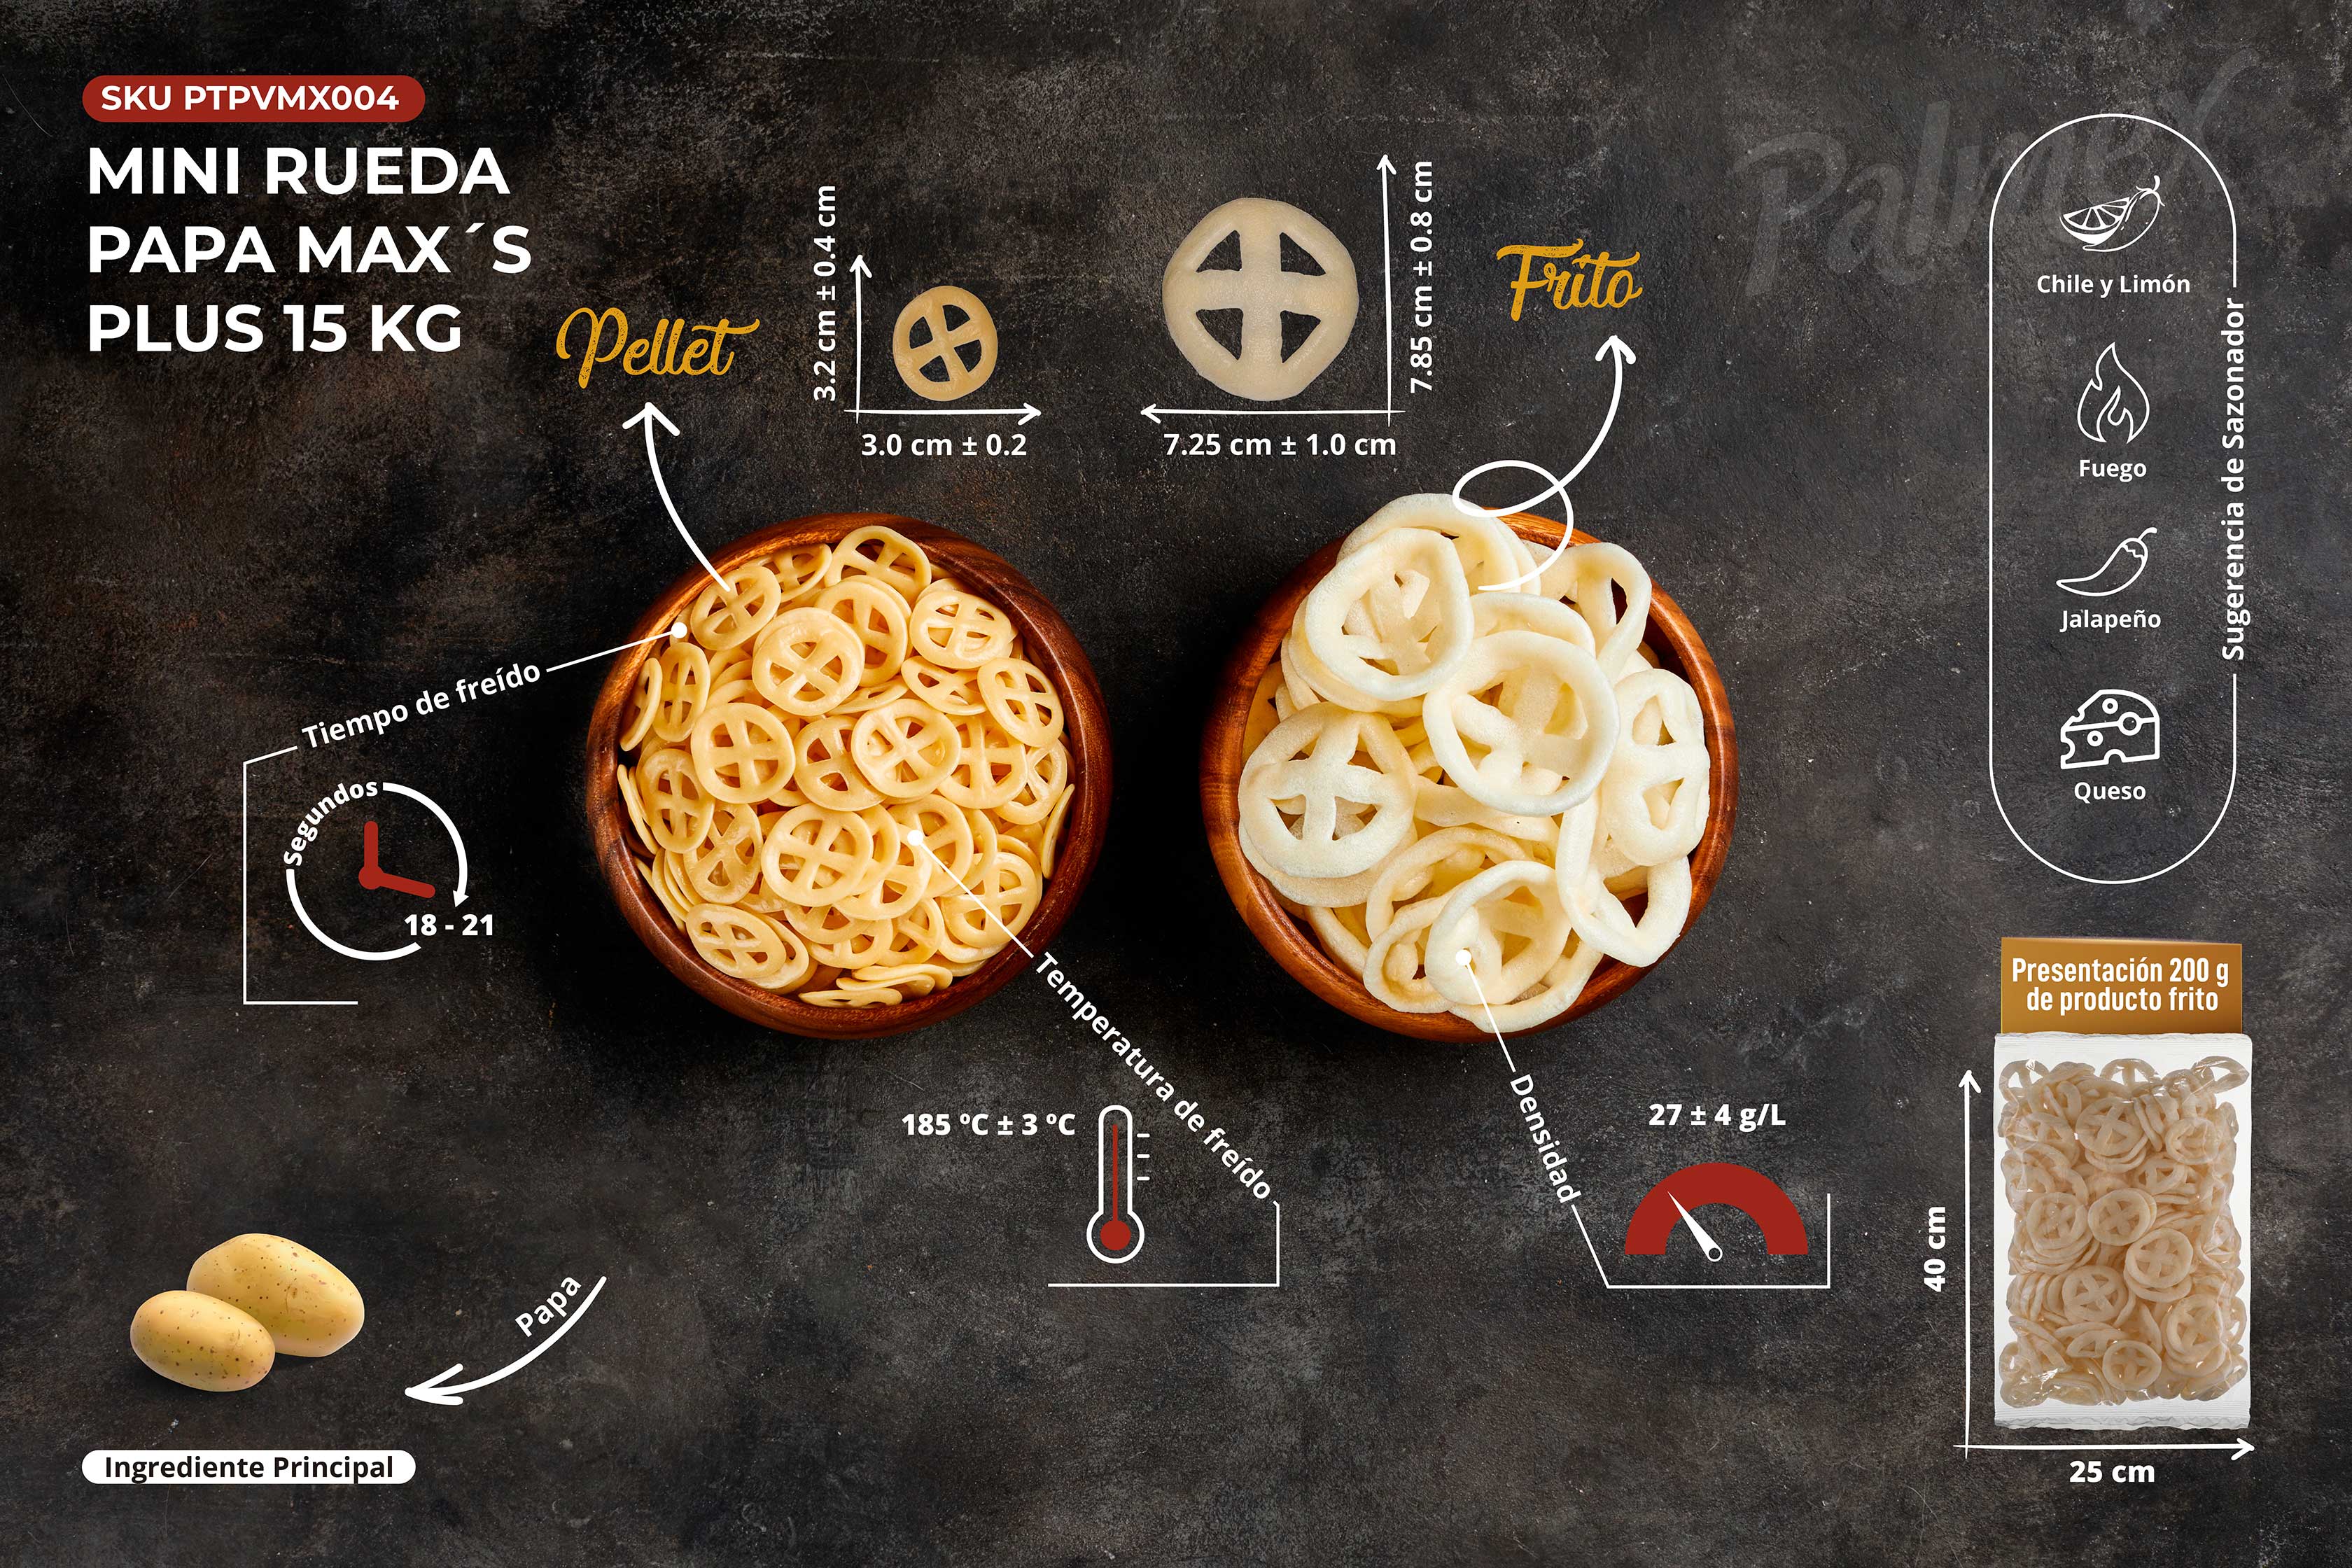 SKU PTPVMX004
MINI RUEDA
PAPA MAX´S
PLUS 15 KG
Pellet
3.2 cm ± 0.4 cm
3.0 cm ± 0.2
7.85 cm ± 0.8 cm
7.25 cm ± 1.0 cm
Frito
Palmex
Chile y Limón
Fuego
Jalapeño
Queso
Sugerencia de Sazonador
Tiempo de freído
Segundos
18 - 21
Temperatura de freído
185 ºC ± 3 ºC
Densidad
27 ± 4 g/L
Presentación 200 g
de producto frito
40 cm
25 cm
Papa
Ingrediente Principal